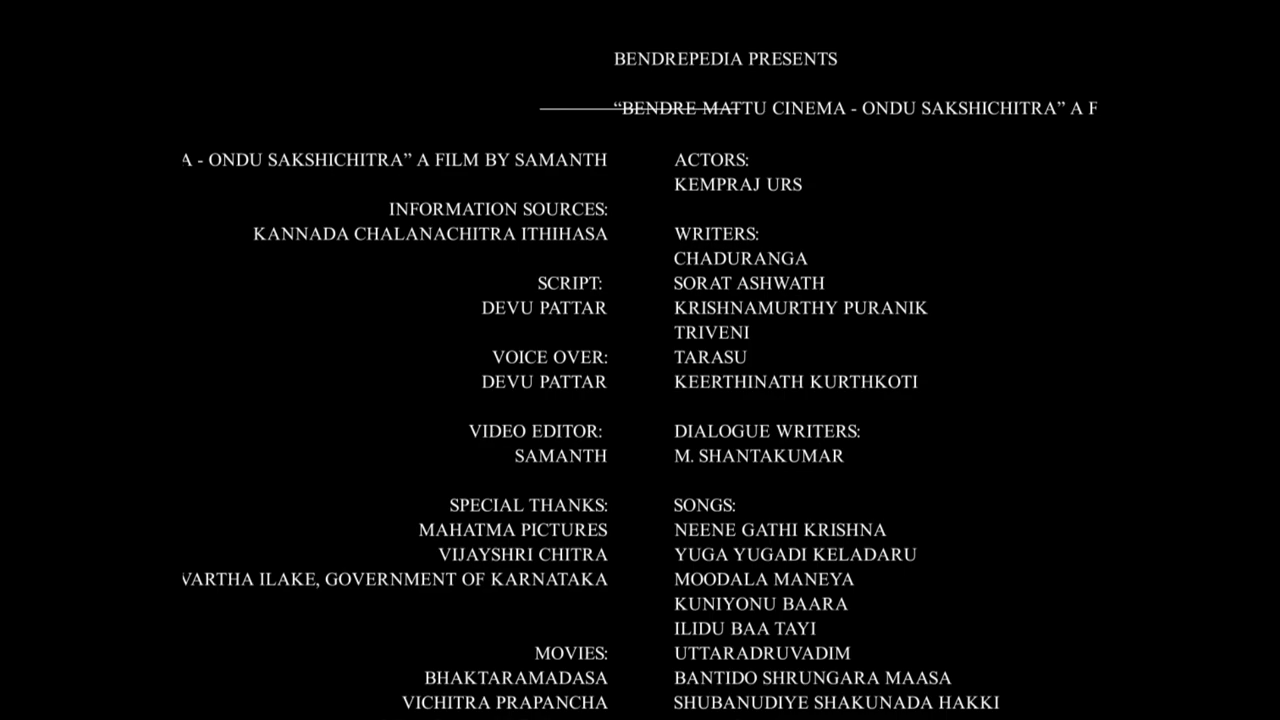 BENDREPEDIA PRESENTS
“BENDRE MATTU CINEMA - ONDU SAKSHICHITRA” A F
A - ONDU SAKSHICHITRA” A FILM BY SAMANTH
INFORMATION SOURCES:
KANNADA CHALANACHITRA ITHIHASA
SCRIPT:
DEVU PATTAR
VOICE OVER:
DEVU PATTAR
VIDEO EDITOR:
SAMANTH
SPECIAL THANKS:
MAHATMA PICTURES
VIJAYSHRI CHITRA
VARTHA ILAKE, GOVERNMENT OF KARNATAKA
MOVIES:
BHAKTARAMADASA
VICHITRA PRAPANCHA
ACTORS:
KEMPRAJ URS
WRITERS:
CHADURANGA
SORAT ASHWATH
KRISHNAMURTHY PURANIK
TRIVENI
TARASU
KEERTHINATH KURTHKOTI
DIALOGUE WRITERS:
M. SHANTAKUMAR
SONGS:
NEENE GATHI KRISHNA
YUGA YUGADI KELADARU
MOODALA MANEYA
KUNIYONU BAARA
ILIDU BAA TAYI
UTTARADRUVADIM
BANTIDO SHRUNGARA MAASA
SHUBANUDIYE SHAKUNADA HAKKI